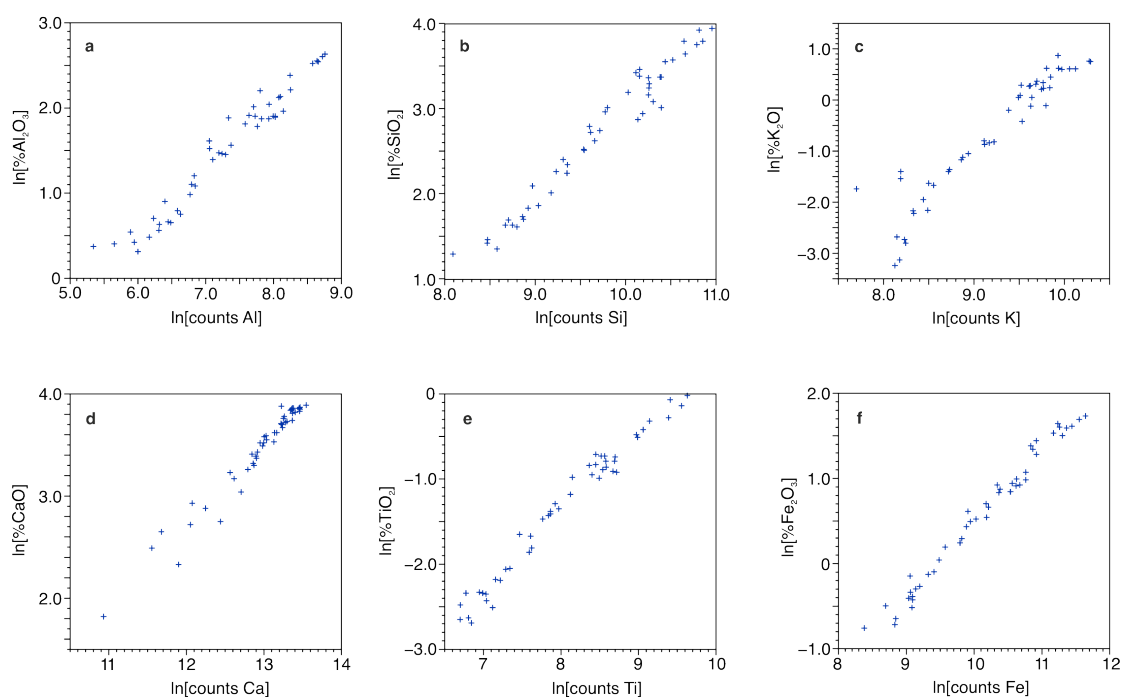 a
ln[%Al₂O₃]
3.0
2.0
1.0
0
5.0 6.0 7.0 8.0 9.0
ln[counts Al]
b
ln[%SiO₂]
4.0
3.0
2.0
1.0
8.0 9.0 10.0 11.0
ln[counts Si]
c
ln[%K₂O]
1.0
0
−1.0
−2.0
−3.0
8.0 9.0 10.0
ln[counts K]
d
ln[%CaO]
4.0
3.0
2.0
11 12 13 14
ln[counts Ca]
e
ln[%TiO₂]
0
−1.0
−2.0
−3.0
7 8 9 10
ln[counts Ti]
f
ln[%Fe₂O₃]
2.0
1.0
0
−1.0
8 9 10 11 12
ln[counts Fe]